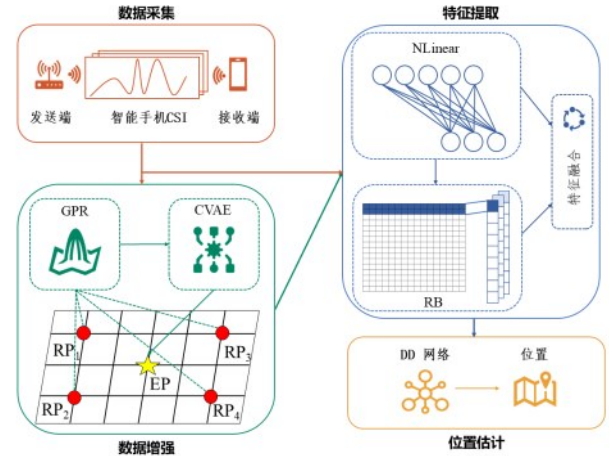 数据采集
发送端
智能手机CSI
接收端
GPR
CVAE
RP1
RP3
EP
RP2
RP4
数据增强
特征提取
NLinear
特征融合
RB
DD 网络
位置
位置估计